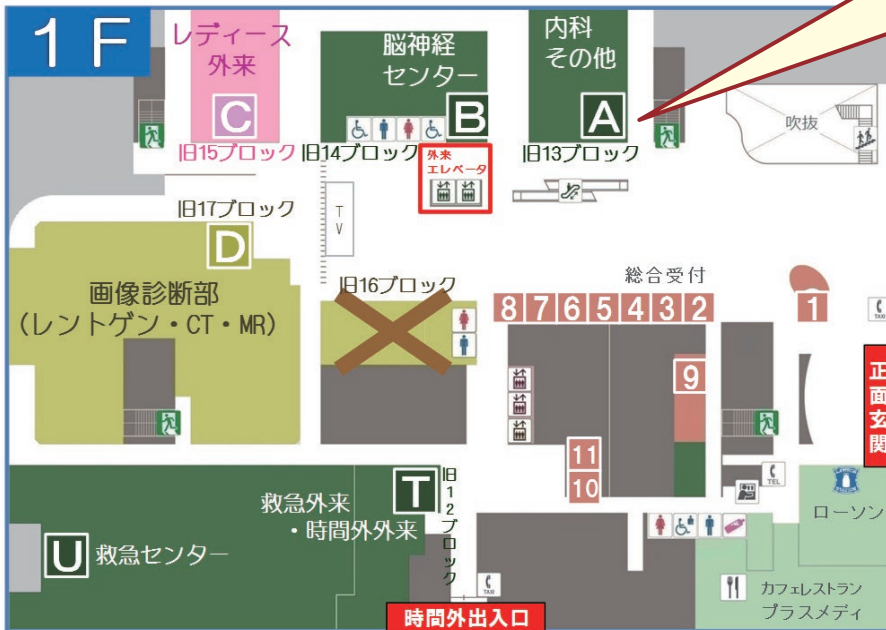 1F
レディース
外来
C
旧15ブロック
脳神経
センター
B
旧14ブロック
外来
エレベータ
内科
その他
A
旧13ブロック
吹抜
旧17ブロック
D
画像診断部
（レントゲン・CT・MR）
TV
旧16ブロック
総合受付
8 7 6 5 4 3 2
1
9
11
10
TAXI
正面玄関
TEL
ローソン
救急外来
・時間外外来
T
旧12ブロック
U
救急センター
TAXI
時間外出入口
カフェレストラン
プラスメディ